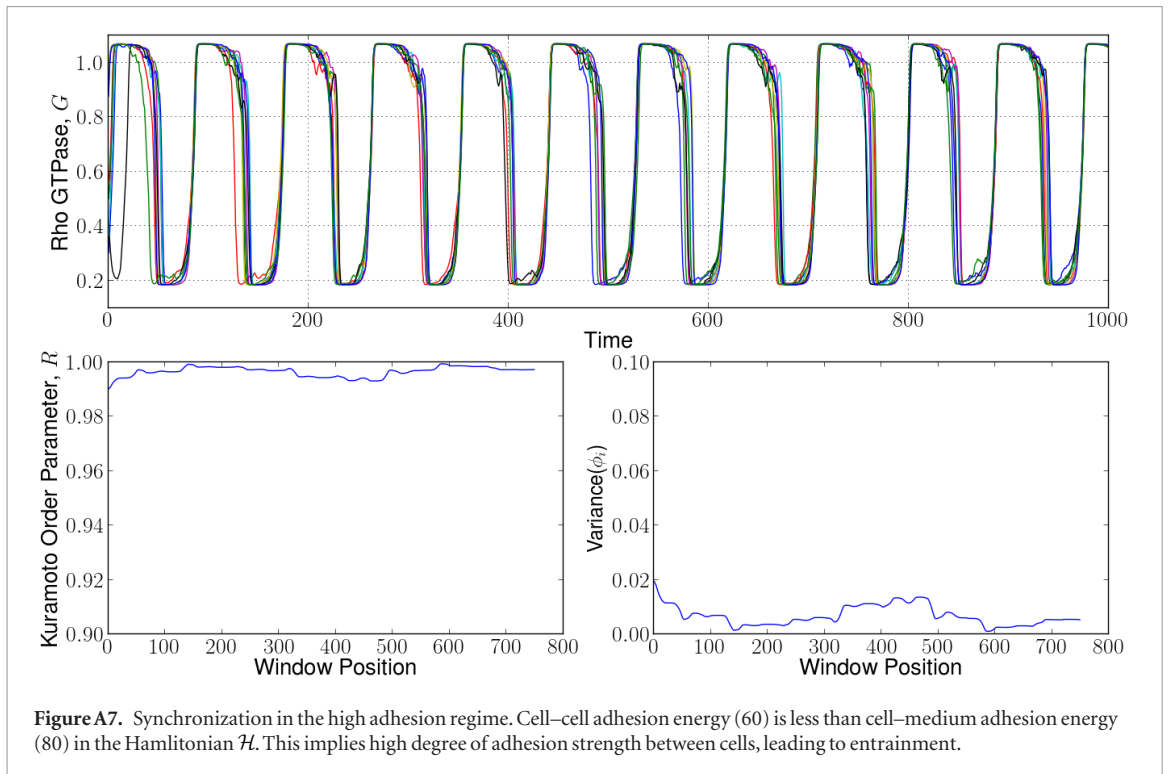 Rho GTPase, G
1.0
0.8
0.6
0.4
0.2
0 200 400 600 800 1000
Time
Kuramoto Order Parameter, R
1.00
0.98
0.96
0.94
0.92
0.90
0 100 200 300 400 500 600 700 800
Window Position
Variance(ϕi)
0.10
0.08
0.06
0.04
0.02
0.00
0 100 200 300 400 500 600 700 800
Window Position
Figure A7. Synchronization in the high adhesion regime. Cell–cell adhesion energy (60) is less than cell–medium adhesion energy
(80) in the Hamlitonian ℋ. This implies high degree of adhesion strength between cells, leading to entrainment.